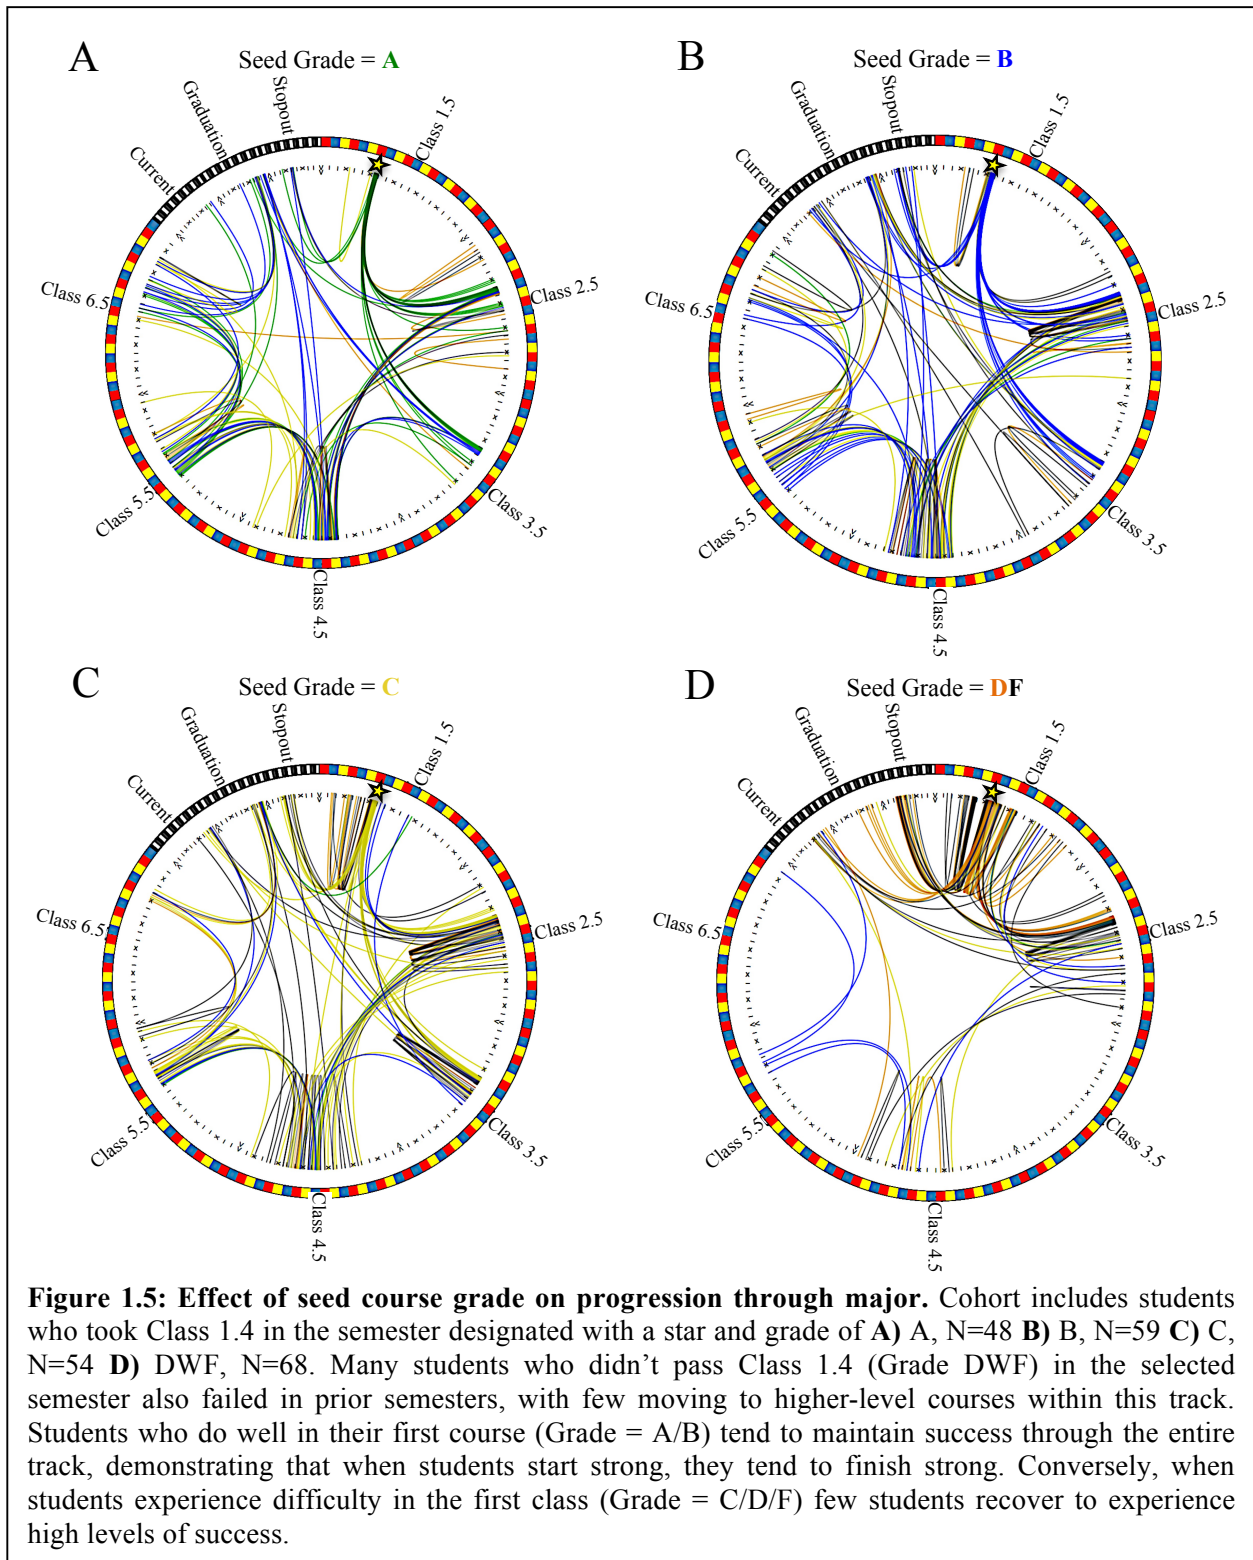 A
Seed Grade = A
Current
Graduation
Stopout
Class 1.5
Class 2.5
Class 3.5
Class 4.5
Class 5.5
Class 6.5
B
Seed Grade = B
Current
Graduation
Stopout
Class 1.5
Class 2.5
Class 3.5
Class 4.5
Class 5.5
Class 6.5
C
Seed Grade = C
Current
Graduation
Stopout
Class 1.5
Class 2.5
Class 3.5
Class 4.5
Class 5.5
Class 6.5
D
Seed Grade = DF
Current
Graduation
Stopout
Class 1.5
Class 2.5
Class 3.5
Class 4.5
Class 5.5
Class 6.5
Figure 1.5: Effect of seed course grade on progression through major. Cohort includes students
who took Class 1.4 in the semester designated with a star and grade of A) A, N=48 B) B, N=59 C) C,
N=54 D) DWF, N=68. Many students who didn’t pass Class 1.4 (Grade DWF) in the selected
semester also failed in prior semesters, with few moving to higher-level courses within this track.
Students who do well in their first course (Grade = A/B) tend to maintain success through the entire
track, demonstrating that when students start strong, they tend to finish strong. Conversely, when
students experience difficulty in the first class (Grade = C/D/F) few students recover to experience
high levels of success.